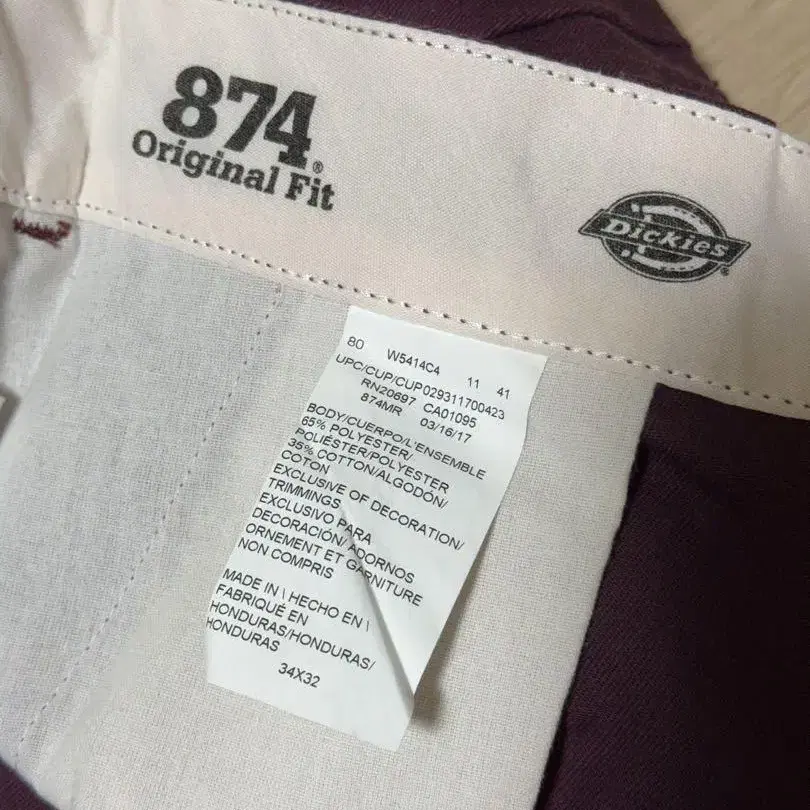 874®
Original Fit
Dickies®
80 W5414C4 11 41
UPC/CUP/CUP029311700423
RN20697 CA01095
874MR 03/16/17
BODY/CUERPO/L'ENSEMBLE
65% POLYESTER/
POLIÉSTER/POLYESTER
35% COTTON/ALGODÓN/
COTON
EXCLUSIVE OF DECORATION/
TRIMMINGS
EXCLUSIVO PARA
DECORACIÓN/ADORNOS
ORNEMENT ET GARNITURE
NON COMPRIS
MADE IN \ HECHO EN \
FABRIQUÉ EN
HONDURAS/HONDURAS/
HONDURAS
34X32